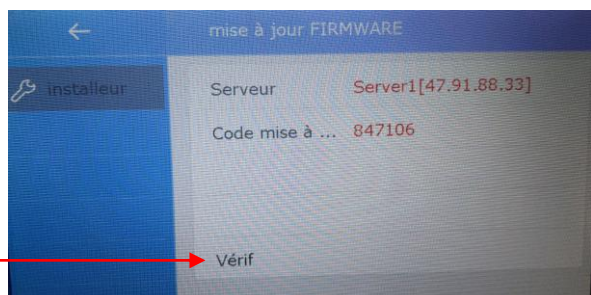 mise à jour FIRMWARE
installeur
Serveur Server1[47.91.88.33]
Code mise à ... 847106
Vérif